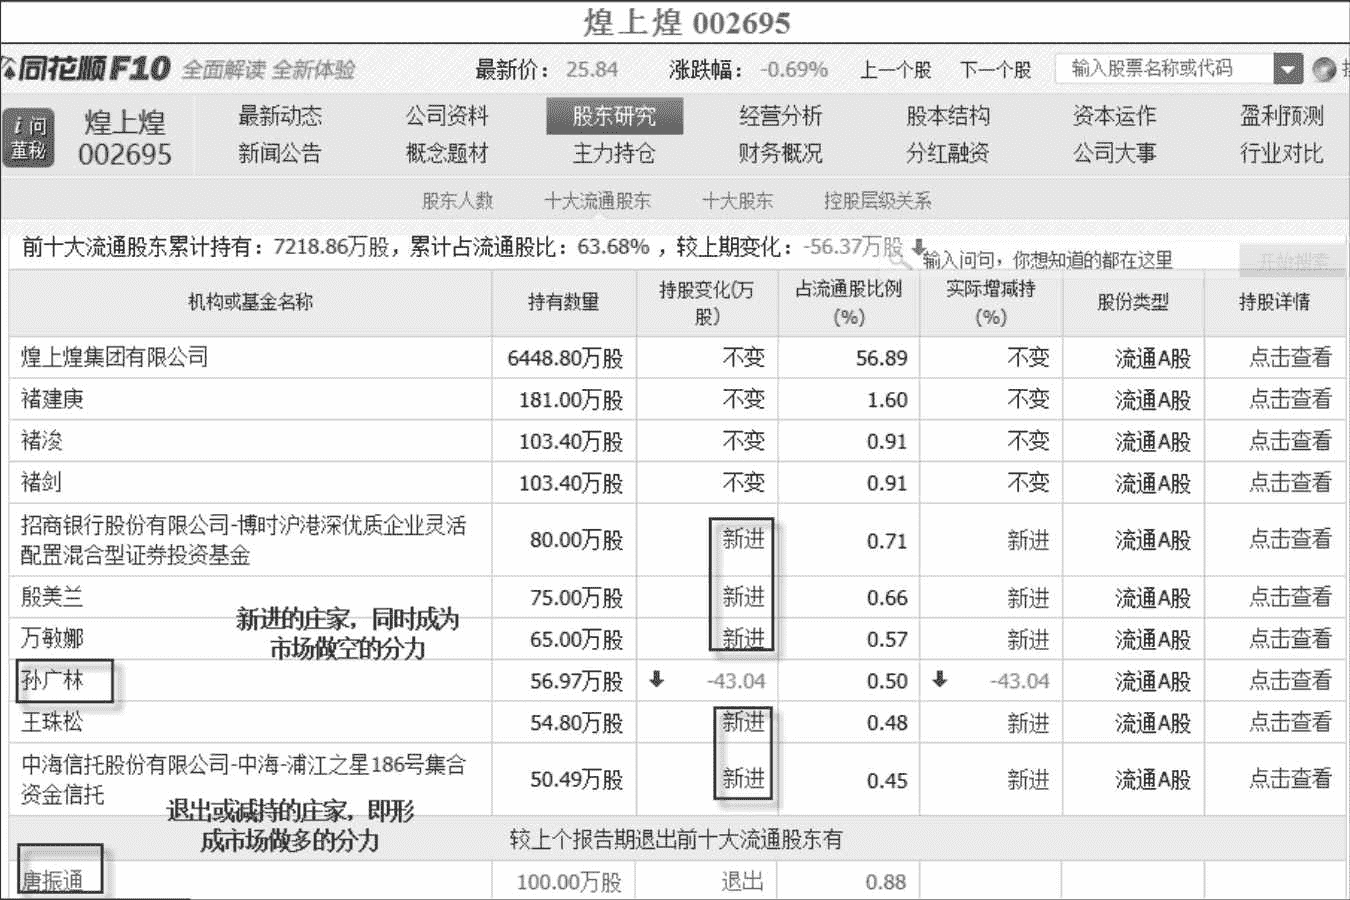 煌上煌 002695
同花顺F10 全面解读 全新体验 最新价： 25.84 涨跌幅： -0.69% 上一个股 下一个股 输入股票名称或代码
i 问 董秘 煌上煌 002695
最新动态 公司资料 股东研究 经营分析 股本结构 资本运作 盈利预测
新闻公告 概念题材 主力持仓 财务概况 分红融资 公司大事 行业对比
股东人数 十大流通股东 十大股东 控股层级关系
前十大流通股东累计持有：7218.86万股，累计占流通股比：63.68%，较上期变化：-56.37万股
输入问句，你想知道的都在这里 开始搜索
机构或基金名称 持有数量 持股变化(万股) 占流通股比例(%) 实际增减持(%) 股份类型 持股详情
煌上煌集团有限公司 6448.80万股 不变 56.89 不变 流通A股 点击查看
褚建庚 181.00万股 不变 1.60 不变 流通A股 点击查看
褚浚 103.40万股 不变 0.91 不变 流通A股 点击查看
褚剑 103.40万股 不变 0.91 不变 流通A股 点击查看
招商银行股份有限公司-博时沪港深优质企业灵活
配置混合型证券投资基金 80.00万股 新进 0.71 新进 流通A股 点击查看
殷美兰 75.00万股 新进 0.66 新进 流通A股 点击查看
万敏娜 65.00万股 新进 0.57 新进 流通A股 点击查看
新进的庄家，同时成为
市场做空的分力
孙广林 56.97万股 -43.04 0.50 -43.04 流通A股 点击查看
王珠松 54.80万股 新进 0.48 新进 流通A股 点击查看
中海信托股份有限公司-中海-浦江之星186号集合
资金信托 50.49万股 新进 0.45 新进 流通A股 点击查看
退出或减持的庄家，即形
成市场做多的分力
较上个报告期退出前十大流通股东有
唐振通 100.00万股 退出 0.88